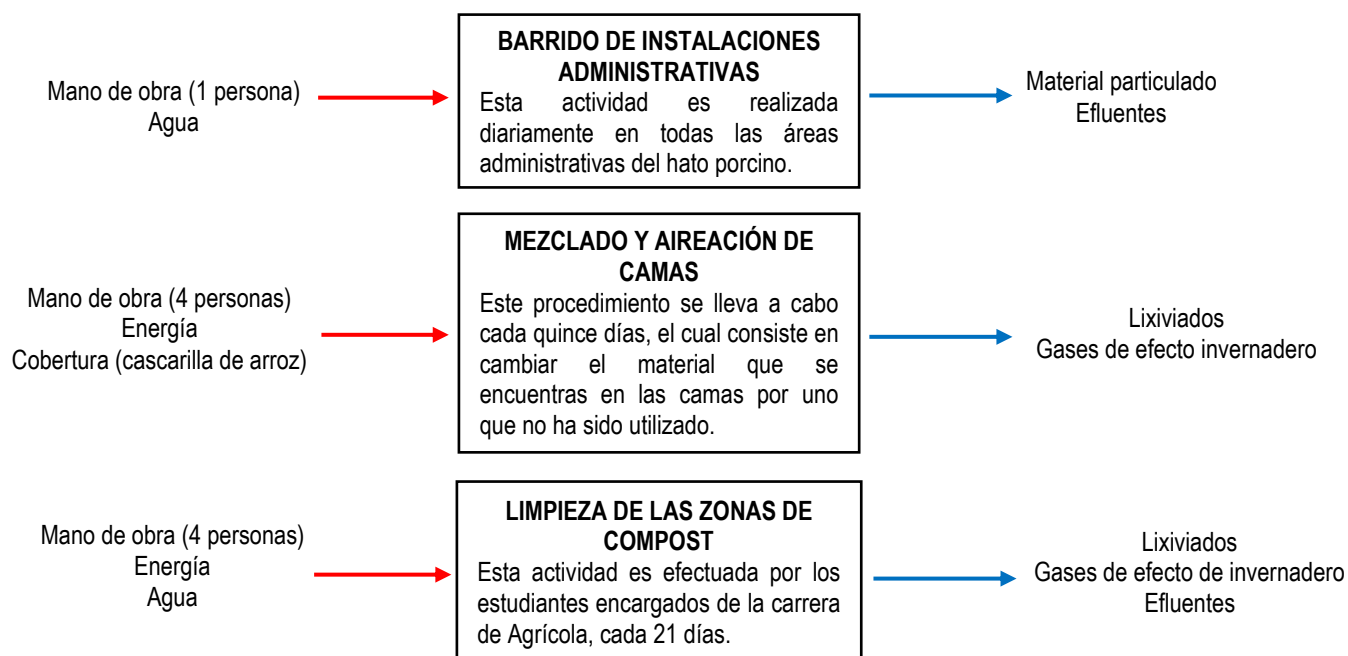 Mano de obra (1 persona)
Agua
BARRIDO DE INSTALACIONES
ADMINISTRATIVAS
Esta actividad es realizada
diariamente en todas las áreas
administrativas del hato porcino.
Material particulado
Efluentes
Mano de obra (4 personas)
Energía
Cobertura (cascarilla de arroz)
MEZCLADO Y AIREACIÓN DE
CAMAS
Este procedimiento se lleva a cabo
cada quince días, el cual consiste en
cambiar el material que se
encuentras en las camas por uno
que no ha sido utilizado.
Lixiviados
Gases de efecto invernadero
Mano de obra (4 personas)
Energía
Agua
LIMPIEZA DE LAS ZONAS DE
COMPOST
Esta actividad es efectuada por los
estudiantes encargados de la carrera
de Agrícola, cada 21 días.
Lixiviados
Gases de efecto de invernadero
Efluentes